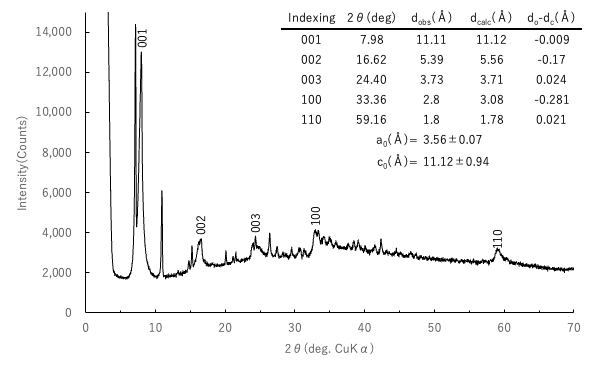 Indexing 2θ(deg) d_obs(Å) d_calc(Å) d_o-d_c(Å)
001 7.98 11.11 11.12 -0.009
002 16.62 5.39 5.56 -0.17
003 24.40 3.73 3.71 0.024
100 33.36 2.8 3.08 -0.281
110 59.16 1.8 1.78 0.021
a_0(Å)= 3.56±0.07
c_0(Å)= 11.12±0.94
Intensity(Counts)
14,000
12,000
10,000
8,000
6,000
4,000
2,000
0
001
002
003
100
110
0 10 20 30 40 50 60 70
2θ(deg. CuKα)